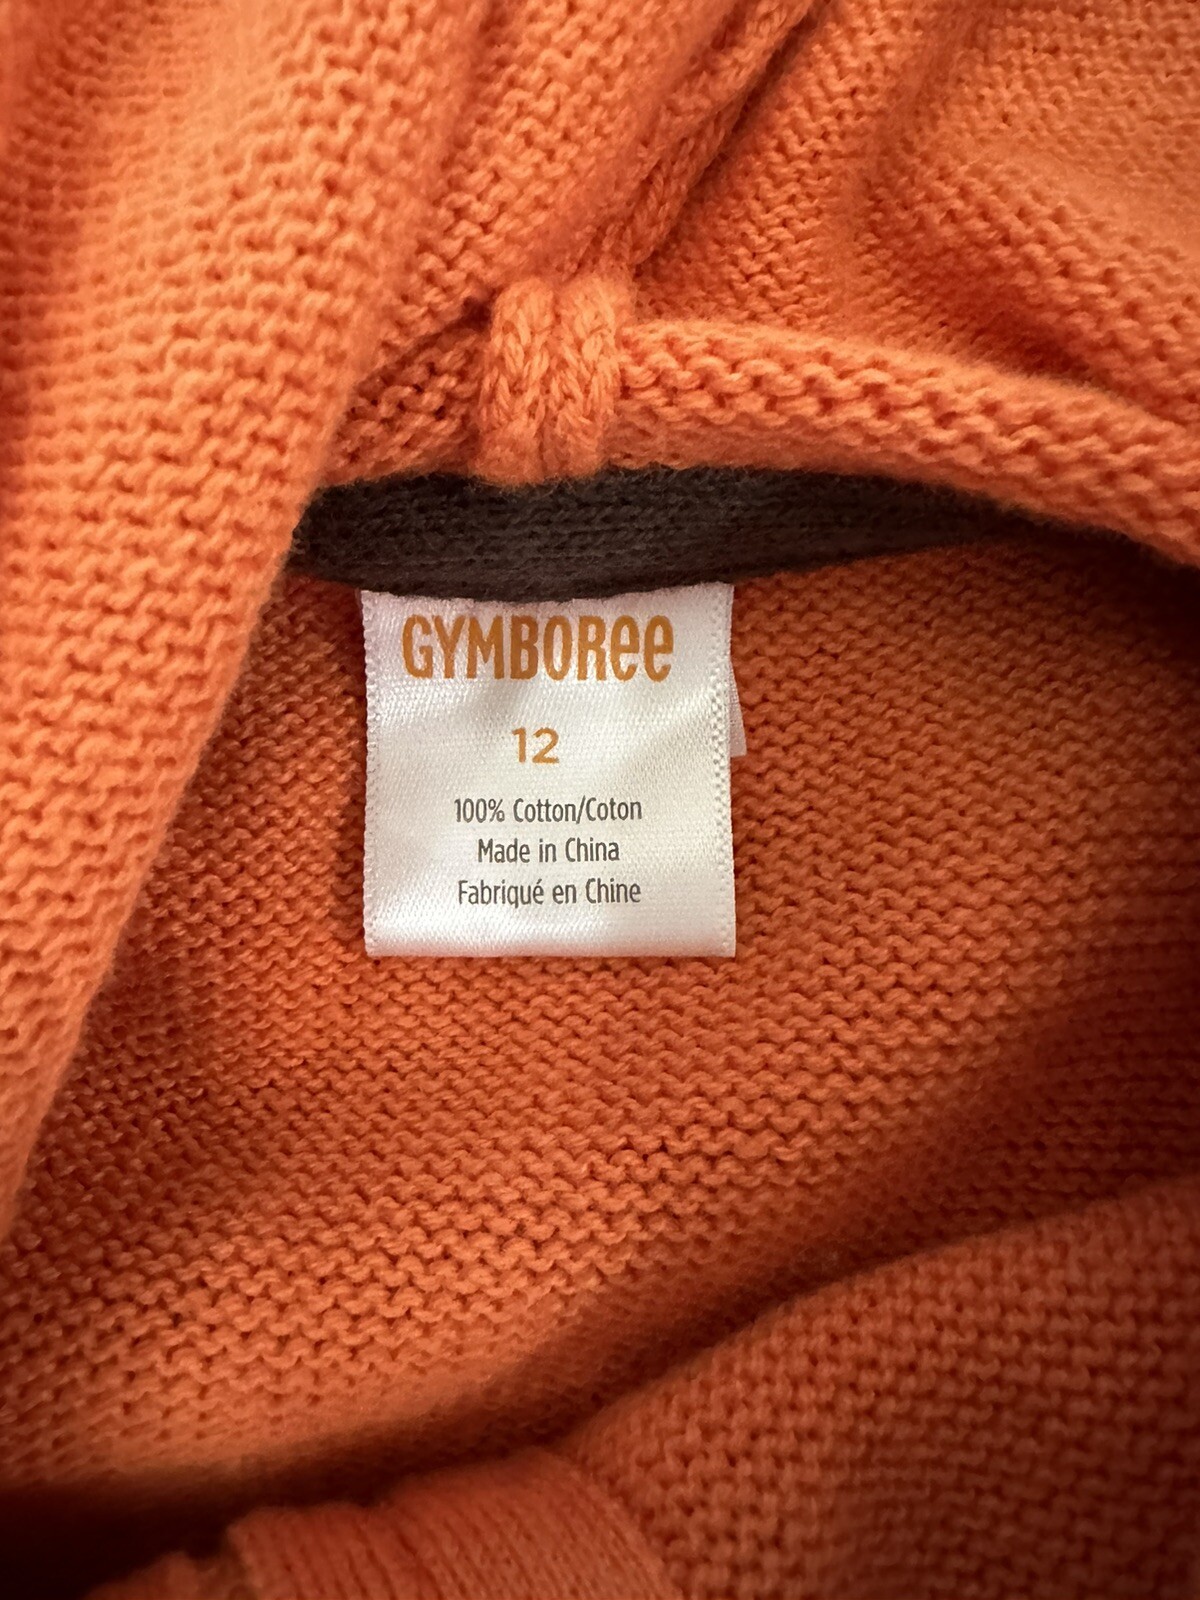 GYMBOREE
12
100% Cotton/Coton
Made in China
Fabriqué en Chine